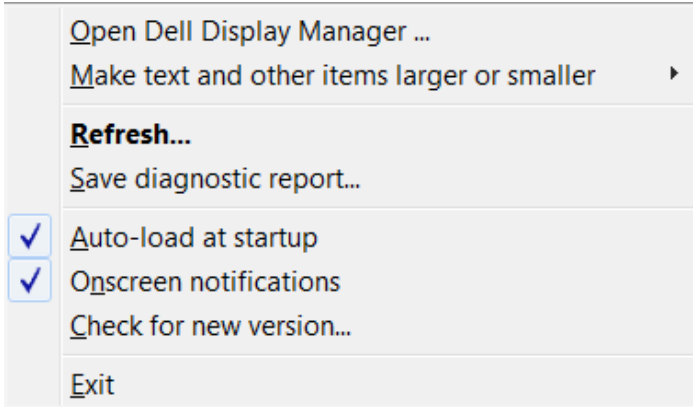 Open Dell Display Manager ...
Make text and other items larger or smaller
Refresh...
Save diagnostic report...
Auto-load at startup
Onscreen notifications
Check for new version...
Exit